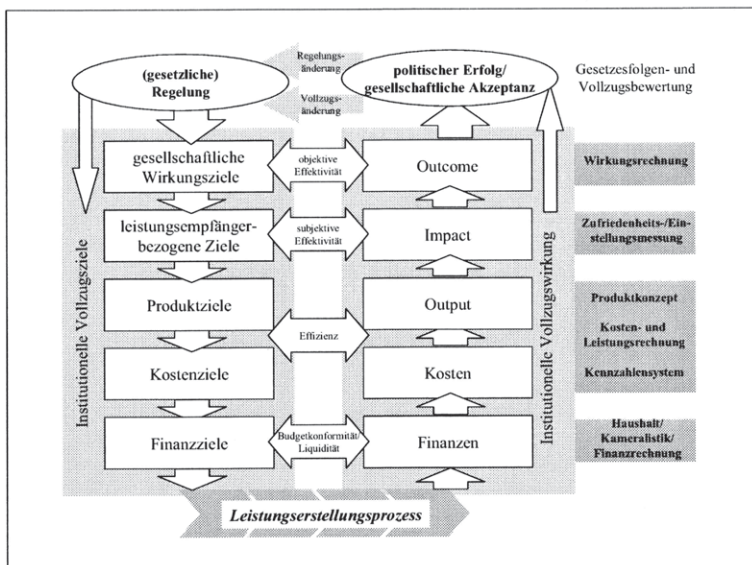 (gesetzliche)
Regelung
Regelungs-
änderung
Vollzugs-
änderung
politischer Erfolg/
gesellschaftliche Akzeptanz
Gesetzesfolgen- und
Vollzugsbewertung
gesellschaftliche
Wirkungsziele
objektive
Effektivität
Outcome
Wirkungsrechnung
leistungsempfänger-
bezogene Ziele
subjektive
Effektivität
Impact
Zufriedenheits-/Ein-
stellungsmessung
Produktziele
Effizienz
Output
Produktkonzept
Kosten- und
Leistungsrechnung
Kennzahlensystem
Kostenziele
Kosten
Finanzziele
Budgetkonformität/
Liquidität
Finanzen
Haushalt/
Kameralistik/
Finanzrechnung
Institutionelle Vollzugsziele
Institutionelle Vollzugswirkung
Leistungserstellungsprozess